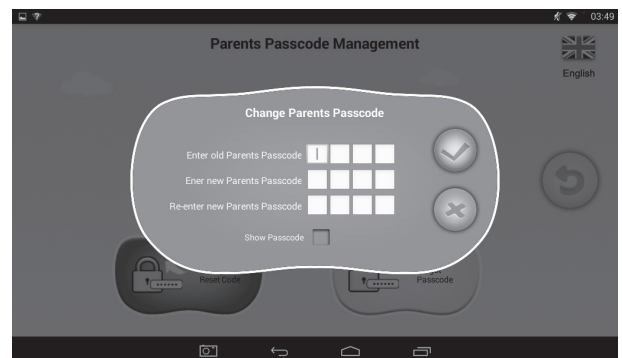 03:49
Parents Passcode Management
English
Change Parents Passcode
Enter old Parents Passcode
Ener new Parents Passcode
Re-enter new Parents Passcode
Show Passcode
Reset Code
Passcode